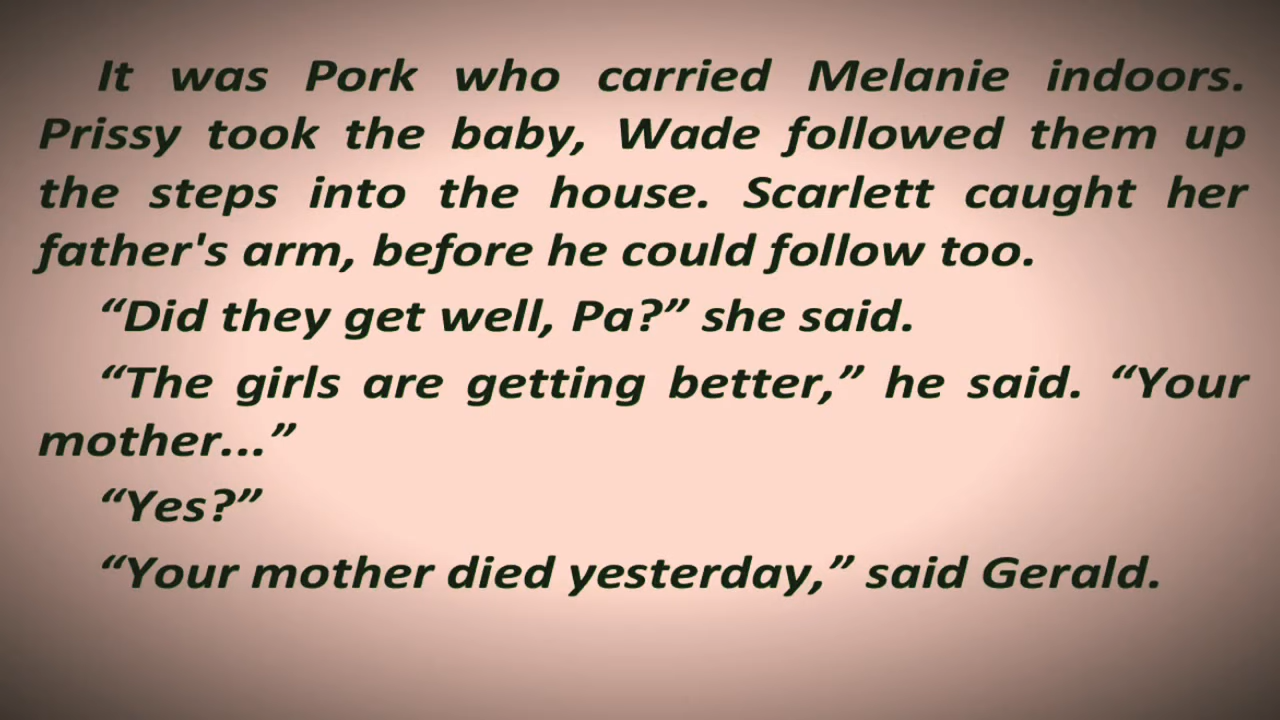 It was Pork who carried Melanie indoors.
Prissy took the baby, Wade followed them up
the steps into the house. Scarlett caught her
father's arm, before he could follow too.
“Did they get well, Pa?” she said.
“The girls are getting better,” he said. “Your
mother...”
“Yes?”
“Your mother died yesterday,” said Gerald.